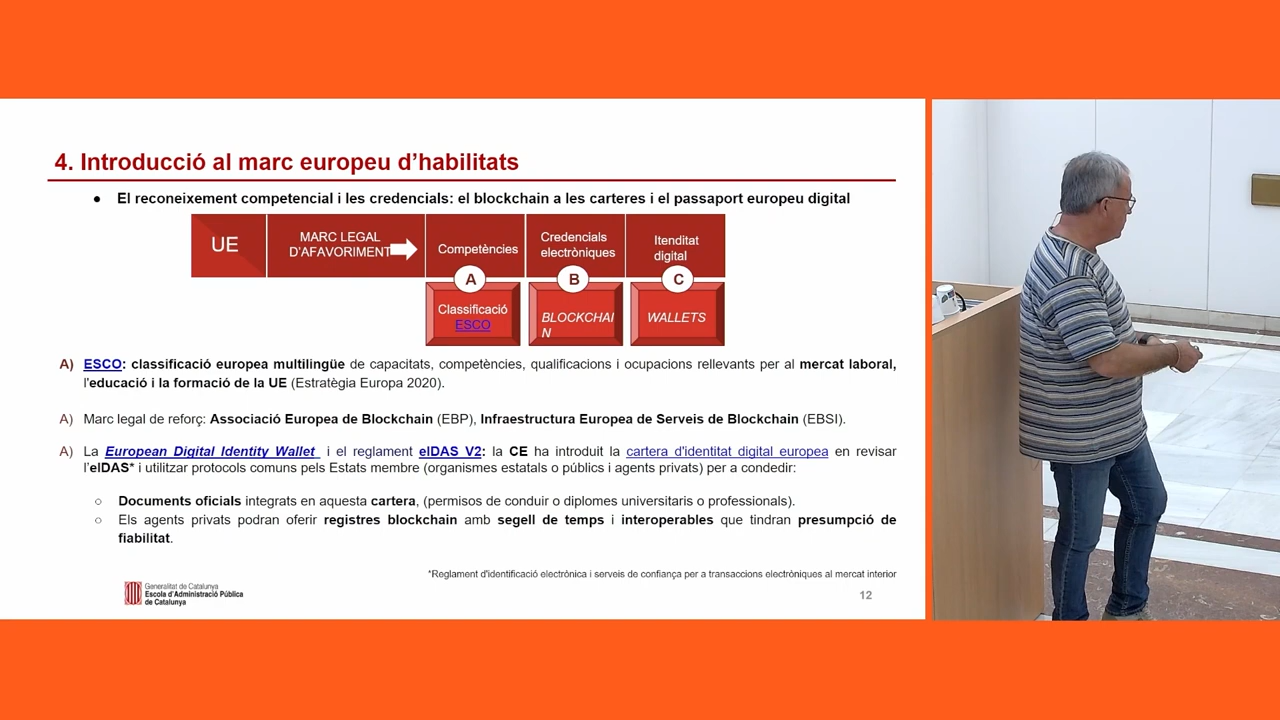 4. Introducció al marc europeu d’habilitats
● El reconeixement competencial i les credencials: el blockchain a les carteres i el passaport europeu digital
UE
MARC LEGAL
D'AFAVORIMENT
Competències
Credencials
electròniques
Itenditat
digital
A
B
C
Classificació
ESCO
BLOCKCHAI
N
WALLETS
A) ESCO: classificació europea multilingüe de capacitats, competències, qualificacions i ocupacions rellevants per al mercat laboral,
l'educació i la formació de la UE (Estratègia Europa 2020).
A) Marc legal de reforç: Associació Europea de Blockchain (EBP), Infraestructura Europea de Serveis de Blockchain (EBSI).
A) La European Digital Identity Wallet i el reglament eIDAS V2: la CE ha introduit la cartera d'identitat digital europea en revisar
l'eIDAS* i utilitzar protocols comuns pels Estats membre (organismes estatals o públics i agents privats) per a condedir:
○ Documents oficials integrats en aquesta cartera, (permisos de conduir o diplomes universitaris o professionals).
○ Els agents privats podran oferir registres blockchain amb segell de temps i interoperables que tindran presumpció de
fiabilitat.
*Reglament d'identificació electrònica i serveis de confiança per a transaccions electròniques al mercat interior
Generalitat de Catalunya
Escola d'Administració Pública
de Catalunya
12